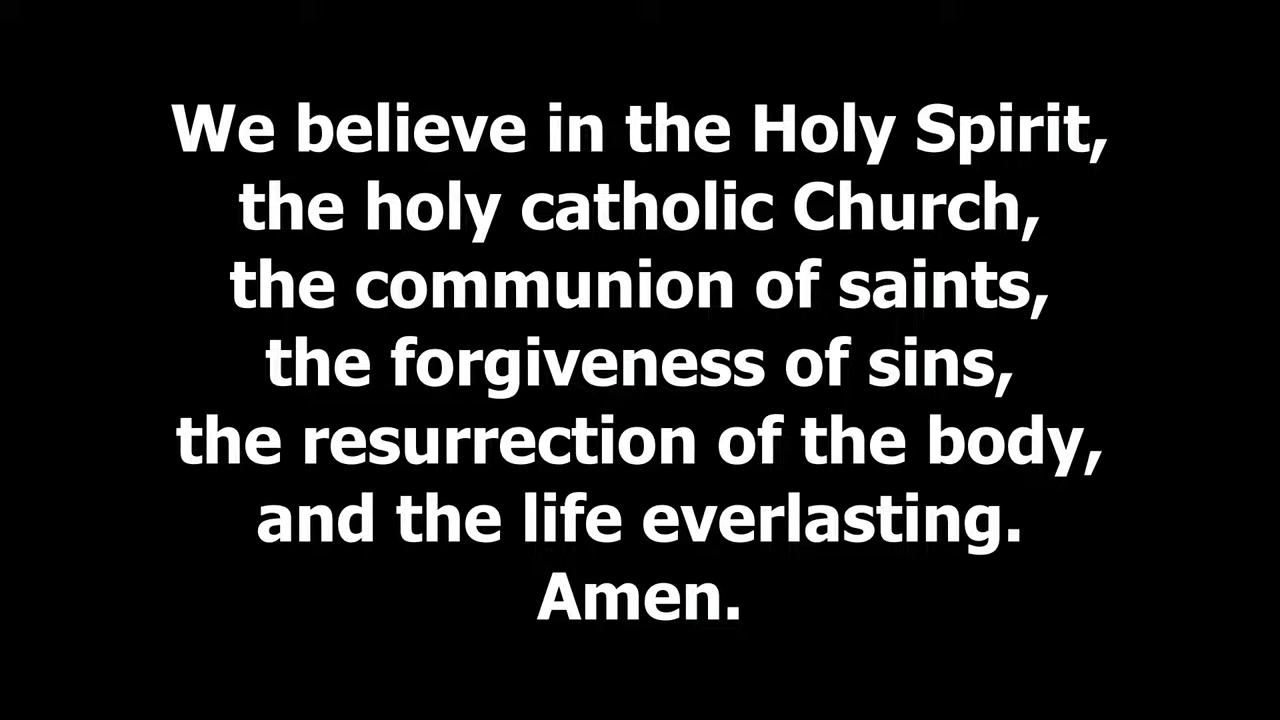 We believe in the Holy Spirit,
the holy catholic Church,
the communion of saints,
the forgiveness of sins,
the resurrection of the body,
and the life everlasting.
Amen.